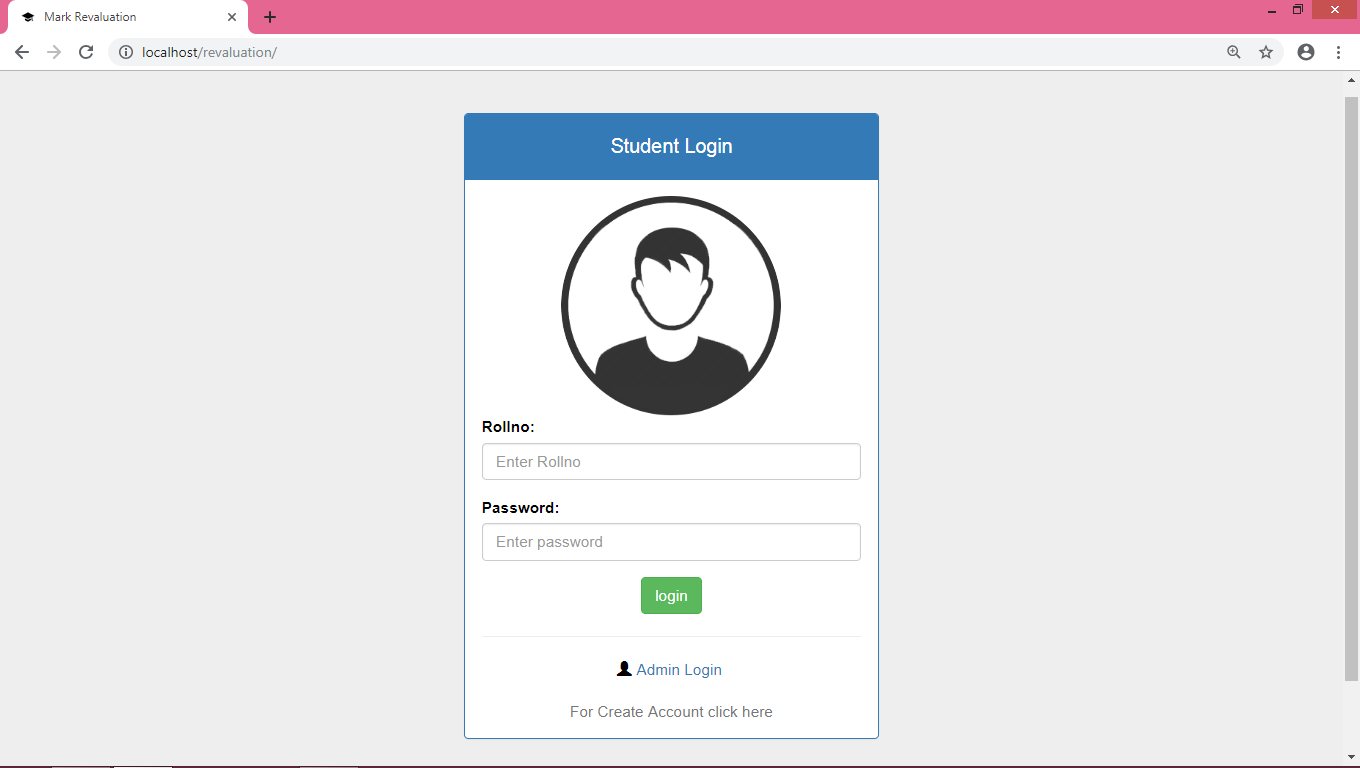 Mark Revaluation
localhost/revaluation/
Student Login
Rollno:
Enter Rollno
Password:
Enter password
login
Admin Login
For Create Account click here